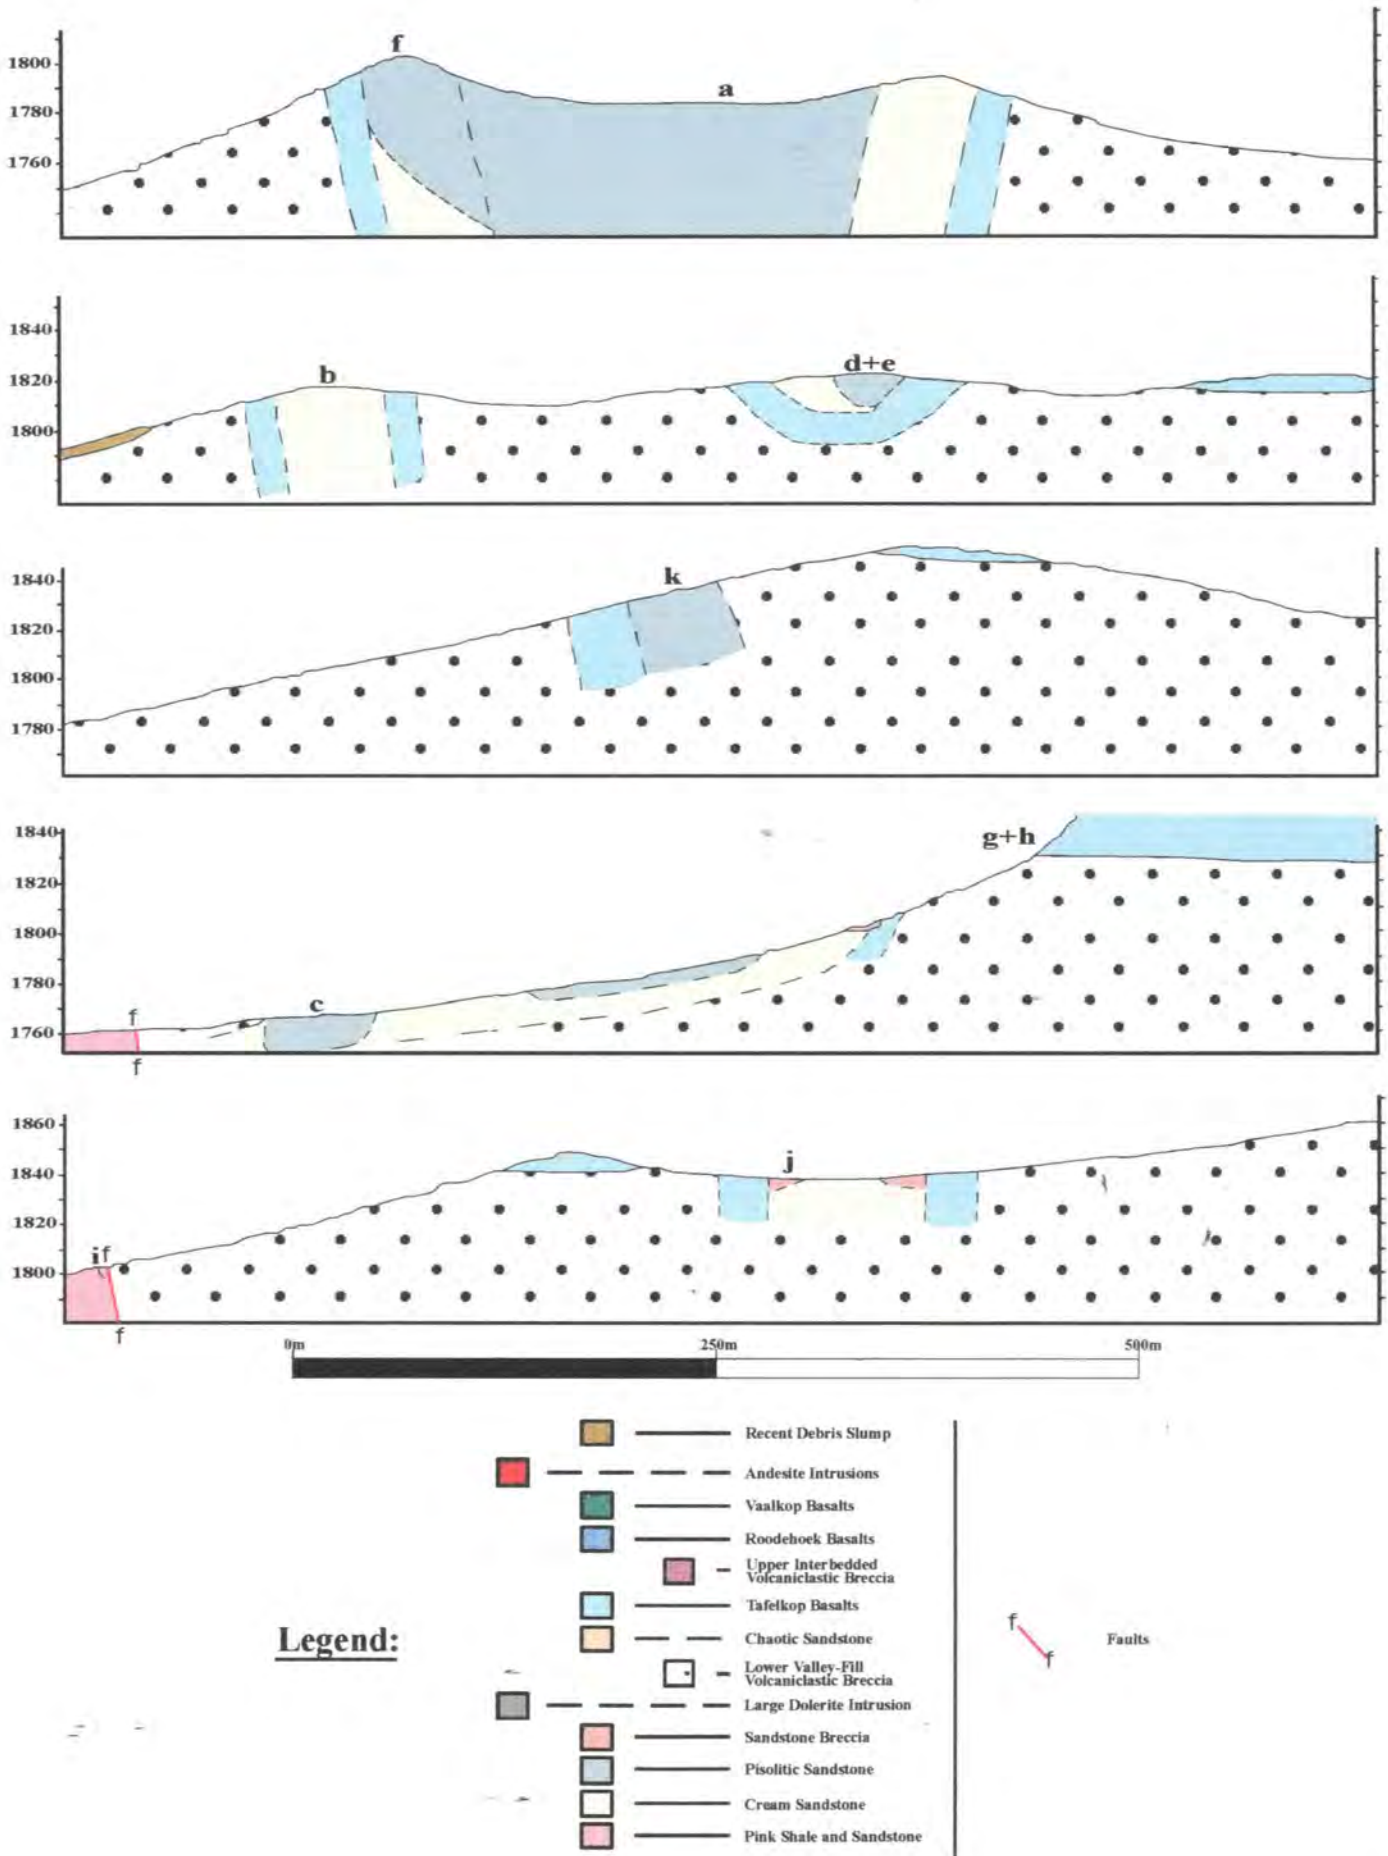 f
a
1800
1780
1760
b
d+e
1840
1820
1800
k
1840
1820
1800
1780
g+h
1840
1820
1800
1780
1760
c
f
f
j
1860
1840
1820
1800
i f
f
0m 250m 500m
Legend:
Recent Debris Slump
Andesite Intrusions
Vaalkop Basalts
Roodehoek Basalts
Upper Interbedded
Volcaniclastic Breccia
Tafelkop Basalts
Chaotic Sandstone
Lower Valley-Fill
Volcaniclastic Breccia
Large Dolerite Intrusion
Sandstone Breccia
Pisolitic Sandstone
Cream Sandstone
Pink Shale and Sandstone
f
f
Faults